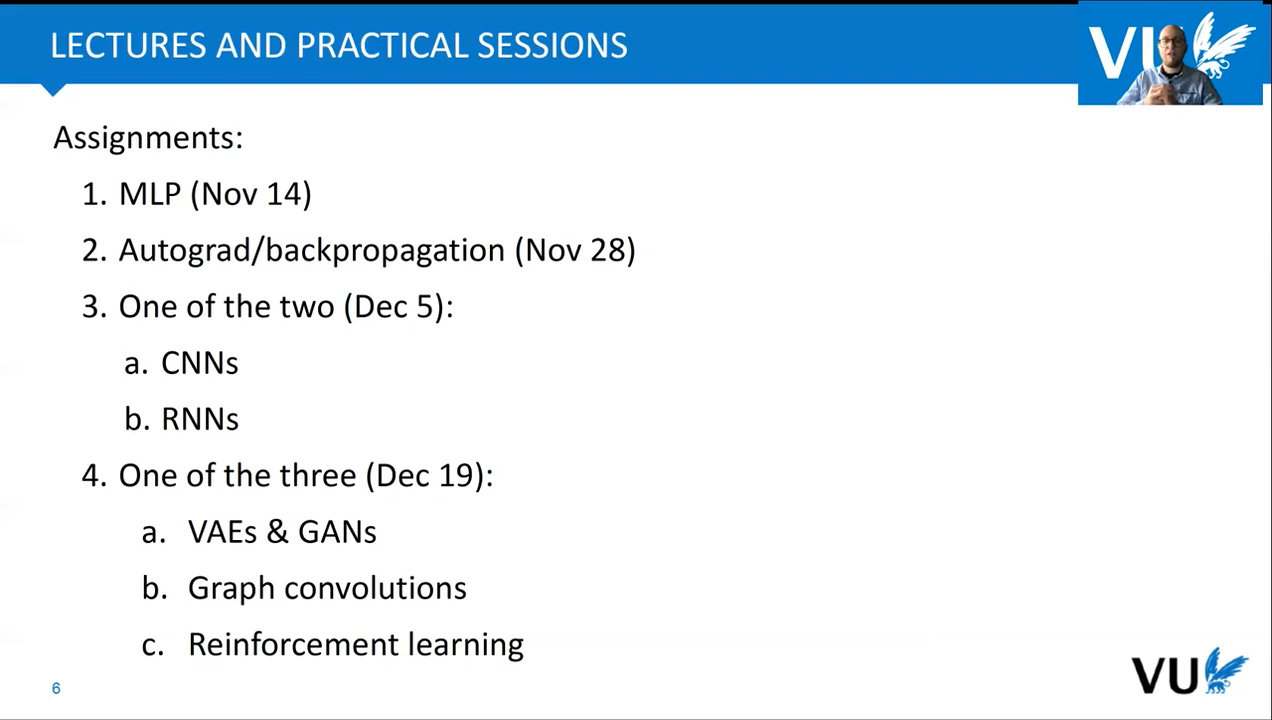 LECTURES AND PRACTICAL SESSIONS
VU
Assignments:
1. MLP (Nov 14)
2. Autograd/backpropagation (Nov 28)
3. One of the two (Dec 5):
a. CNNs
b. RNNs
4. One of the three (Dec 19):
a. VAEs & GANs
b. Graph convolutions
c. Reinforcement learning
6
VU